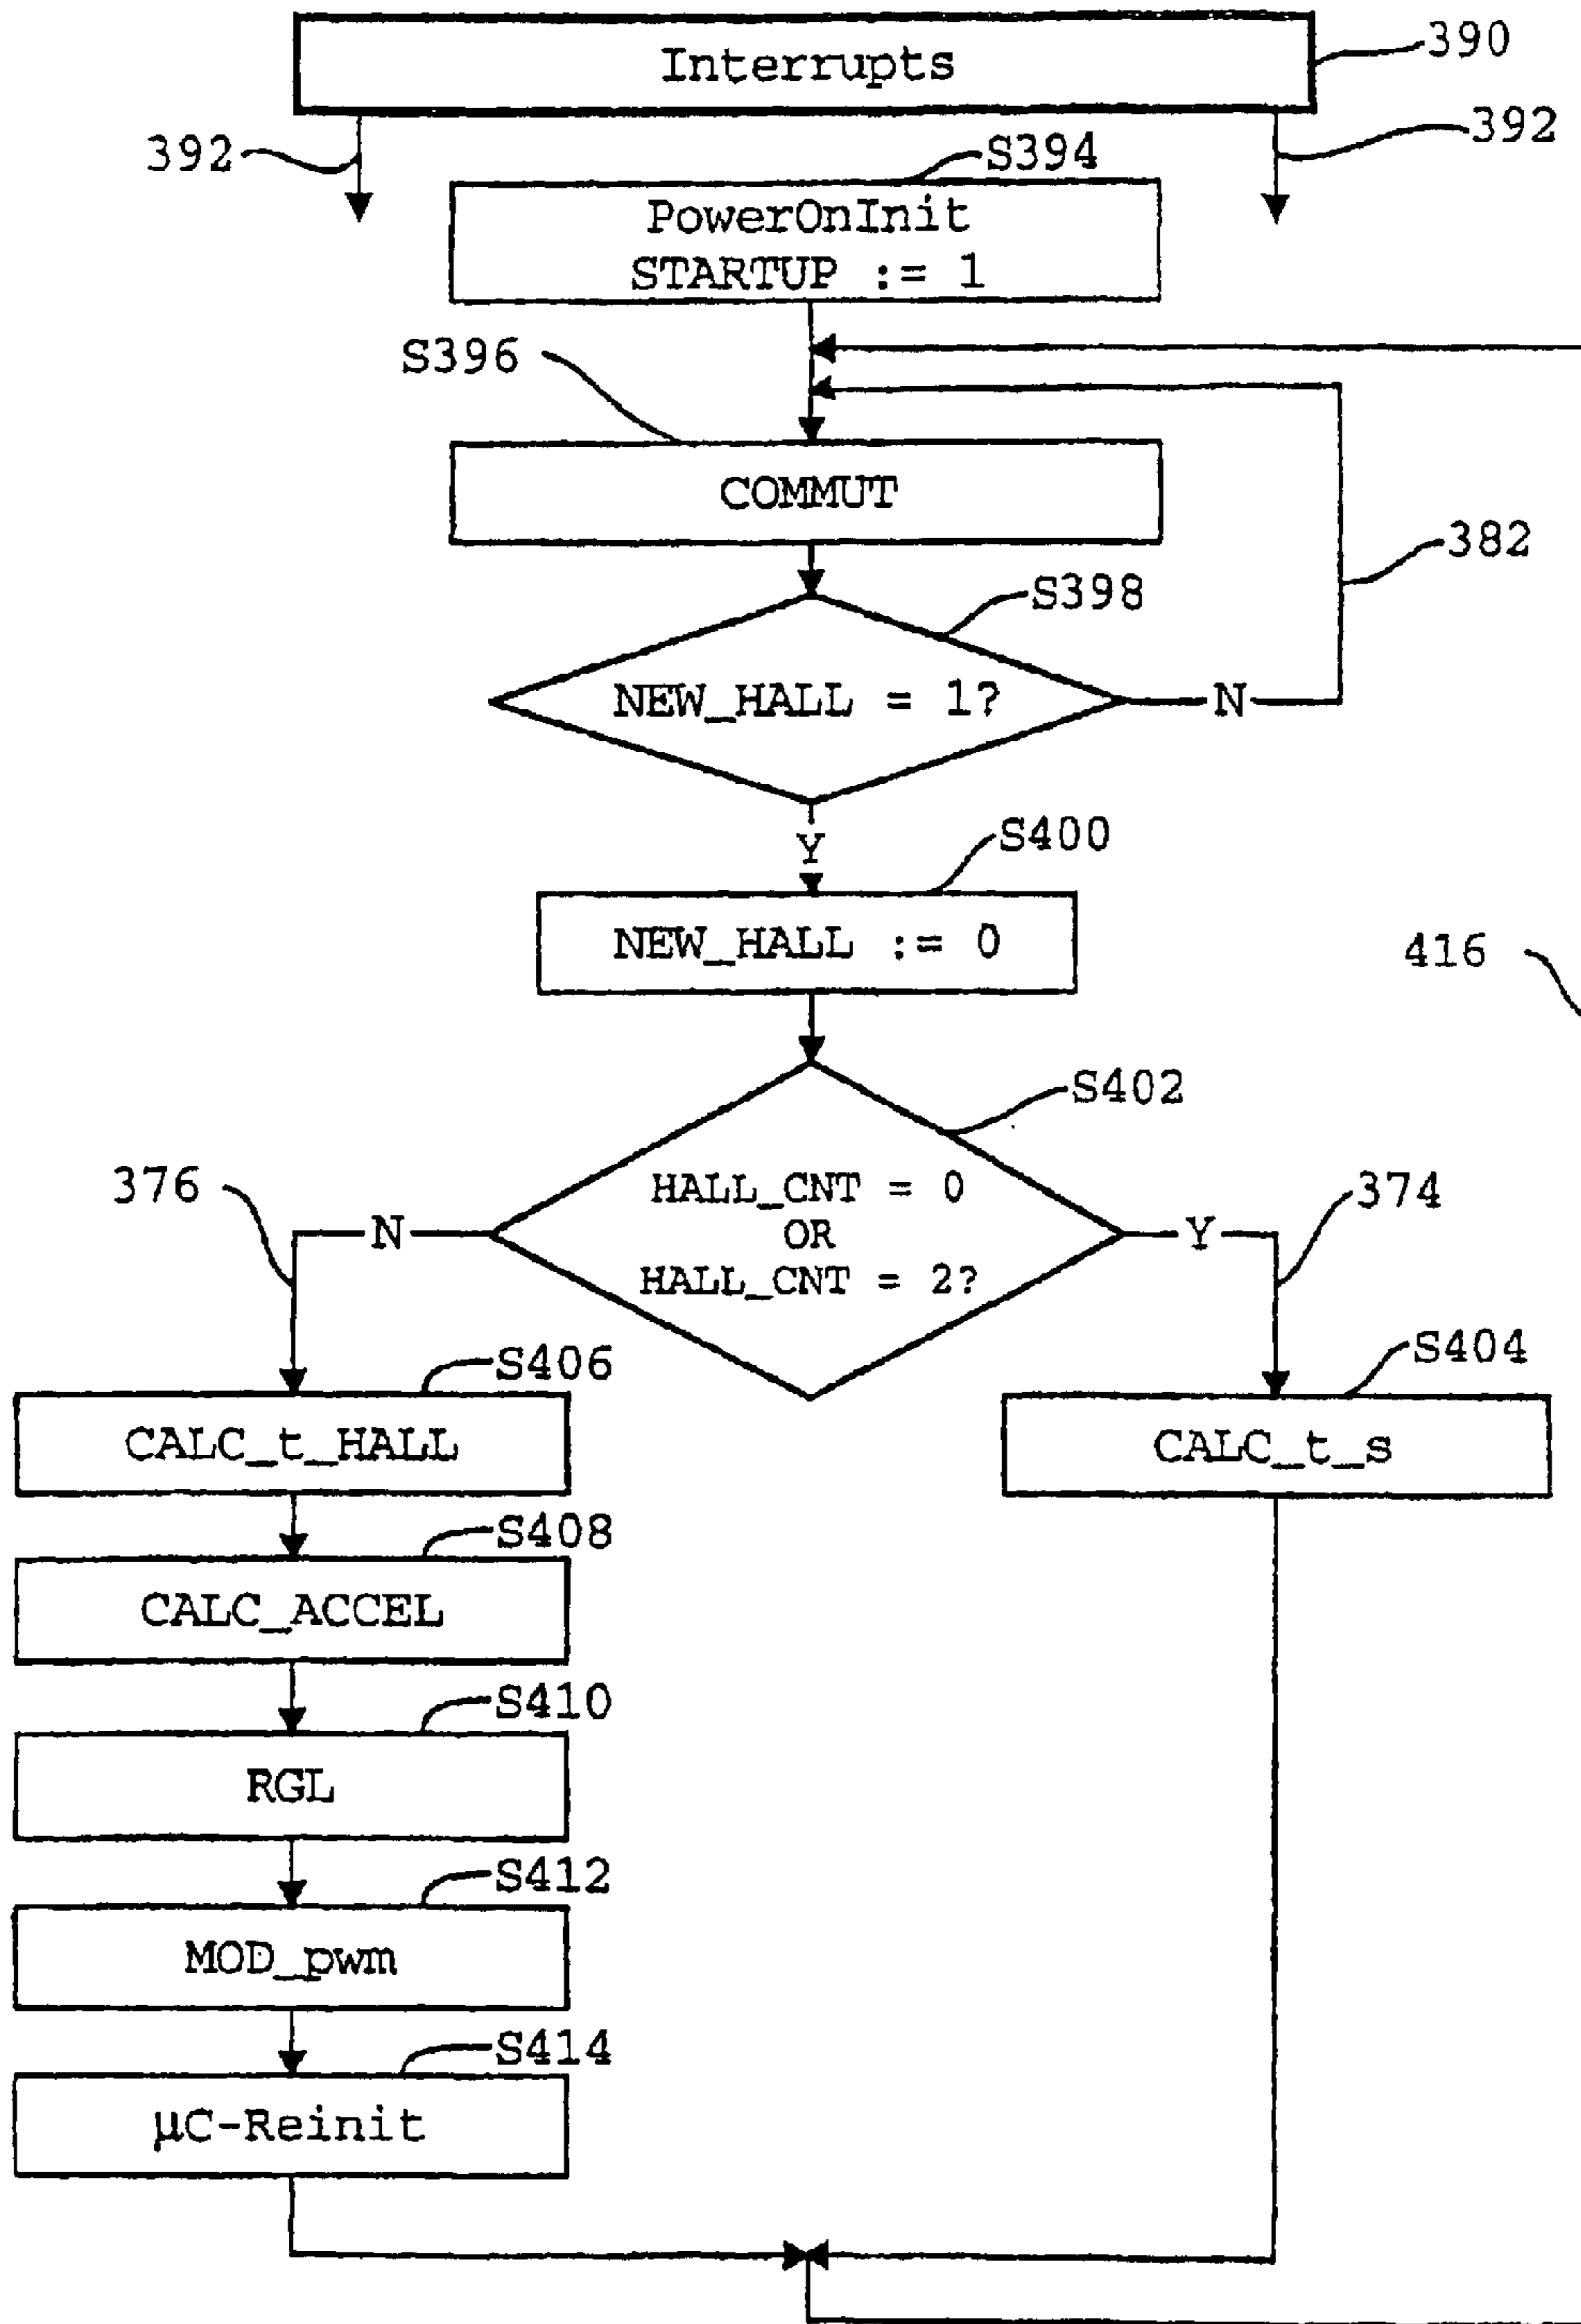 Interrupts
390
392
392
S394
PowerOnInit
STARTUP := 1
S396
COMMUT
382
S398
NEW_HALL = 1?
N
Y
S400
NEW_HALL := 0
416
S402
376
HALL_CNT = 0
374
N
OR
Y
HALL_CNT = 2?
S406
S404
CALC_t_HALL
CALC_t_s
S408
CALC_ACCEL
S410
RGL
S412
MOD_pwm
S414
µC-Reinit